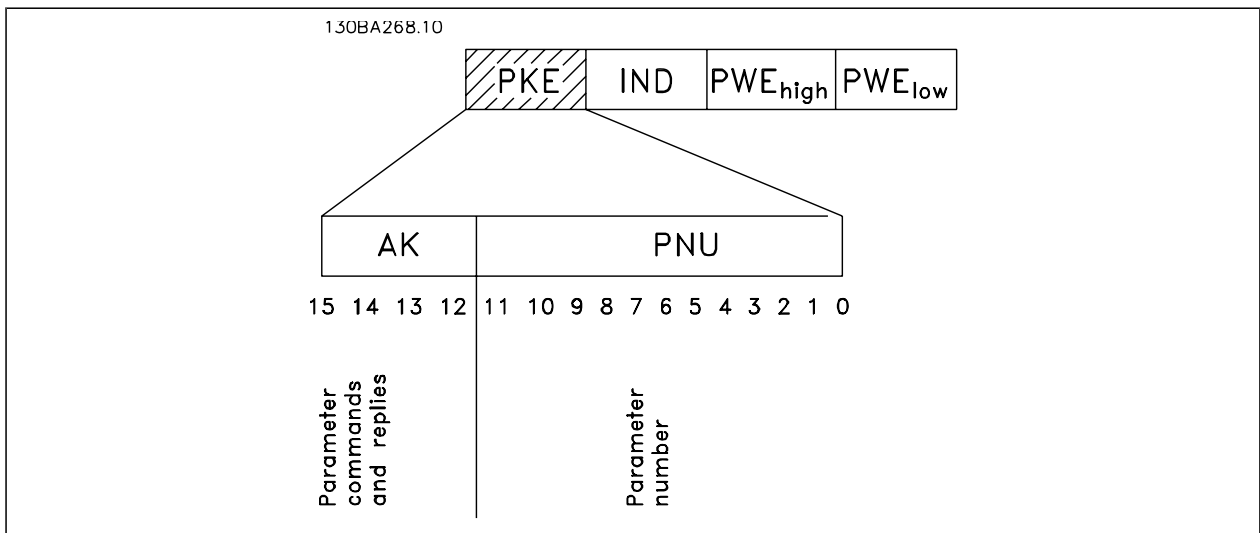 130BA268.10
PKE IND PWEhigh PWElow
AK PNU
15 14 13 12 11 10 9 8 7 6 5 4 3 2 1 0
Parameter
commands
and replies
Parameter
number